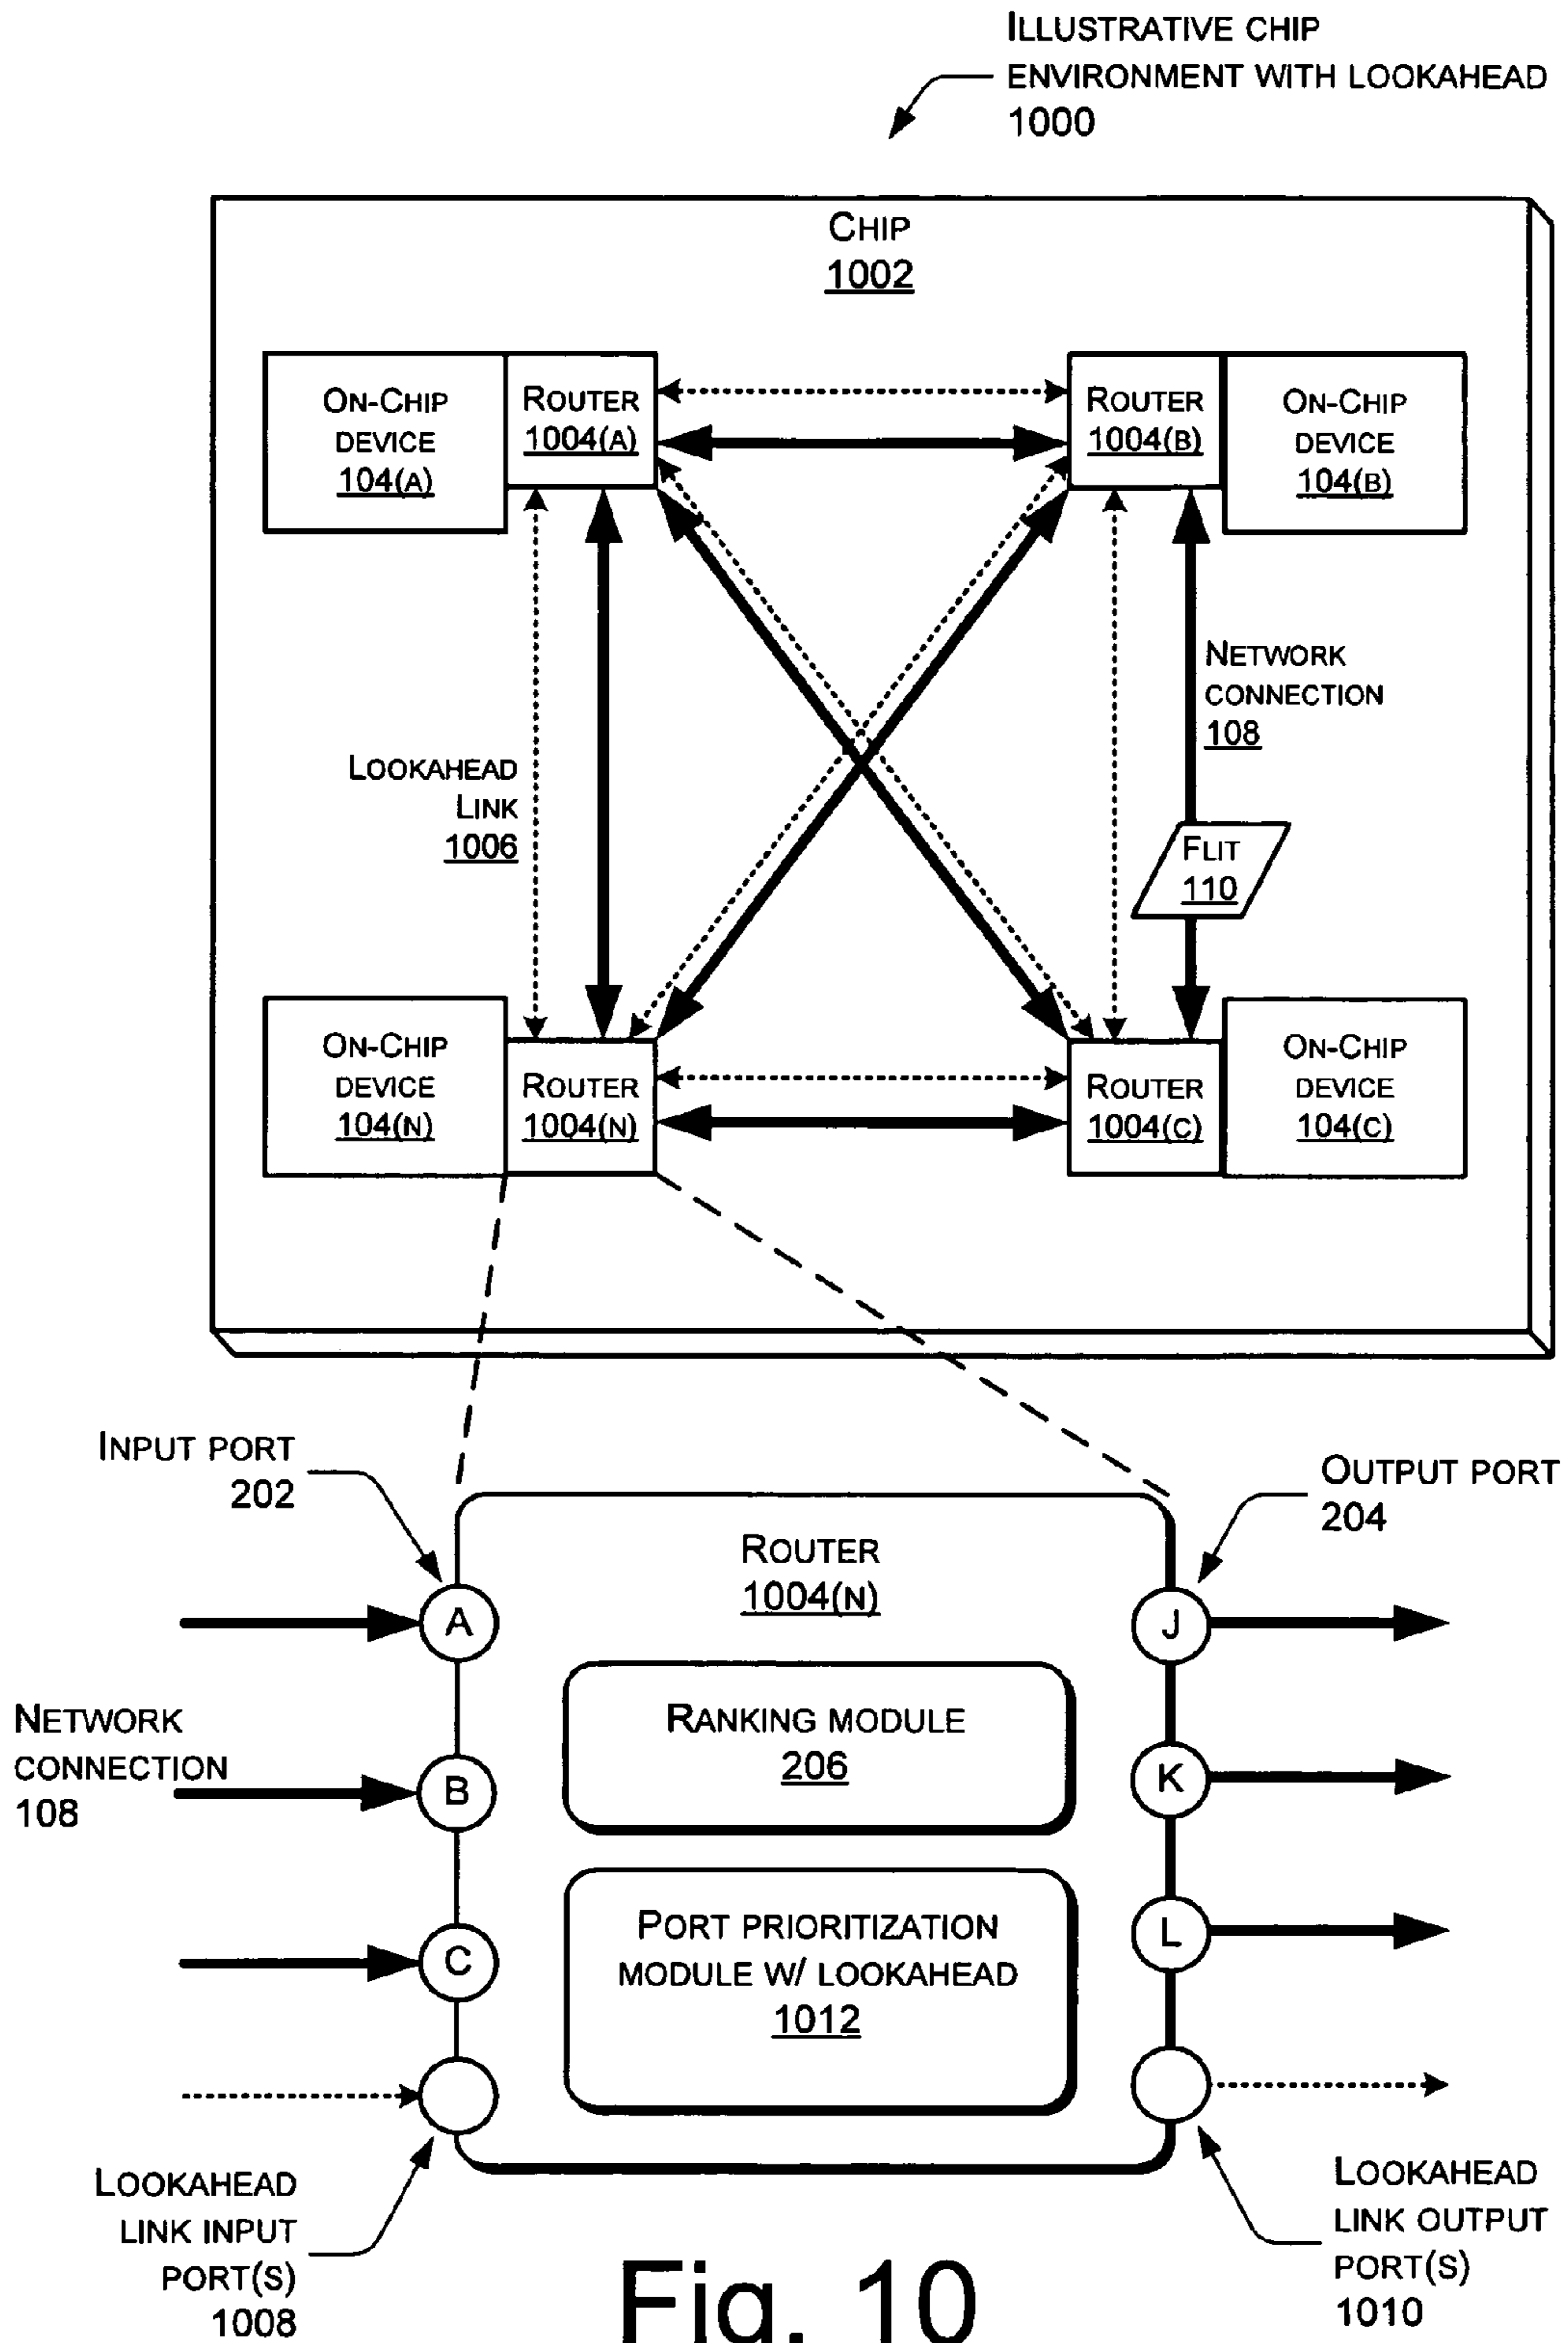 ILLUSTRATIVE CHIP
ENVIRONMENT WITH LOOKAHEAD
1000
CHIP
1002
ON-CHIP
DEVICE
104(A)
ROUTER
1004(A)
ROUTER
1004(B)
ON-CHIP
DEVICE
104(B)
NETWORK
CONNECTION
108
LOOKAHEAD
LINK
1006
FLIT
110
ON-CHIP
DEVICE
104(N)
ROUTER
1004(N)
ROUTER
1004(C)
ON-CHIP
DEVICE
104(C)
INPUT PORT
202
OUTPUT PORT
204
ROUTER
1004(N)
A
J
RANKING MODULE
206
NETWORK
CONNECTION
108
B
K
PORT PRIORITIZATION
MODULE W/ LOOKAHEAD
1012
C
L
LOOKAHEAD
LINK INPUT
PORT(S)
1008
LOOKAHEAD
LINK OUTPUT
PORT(S)
1010
Fig. 10